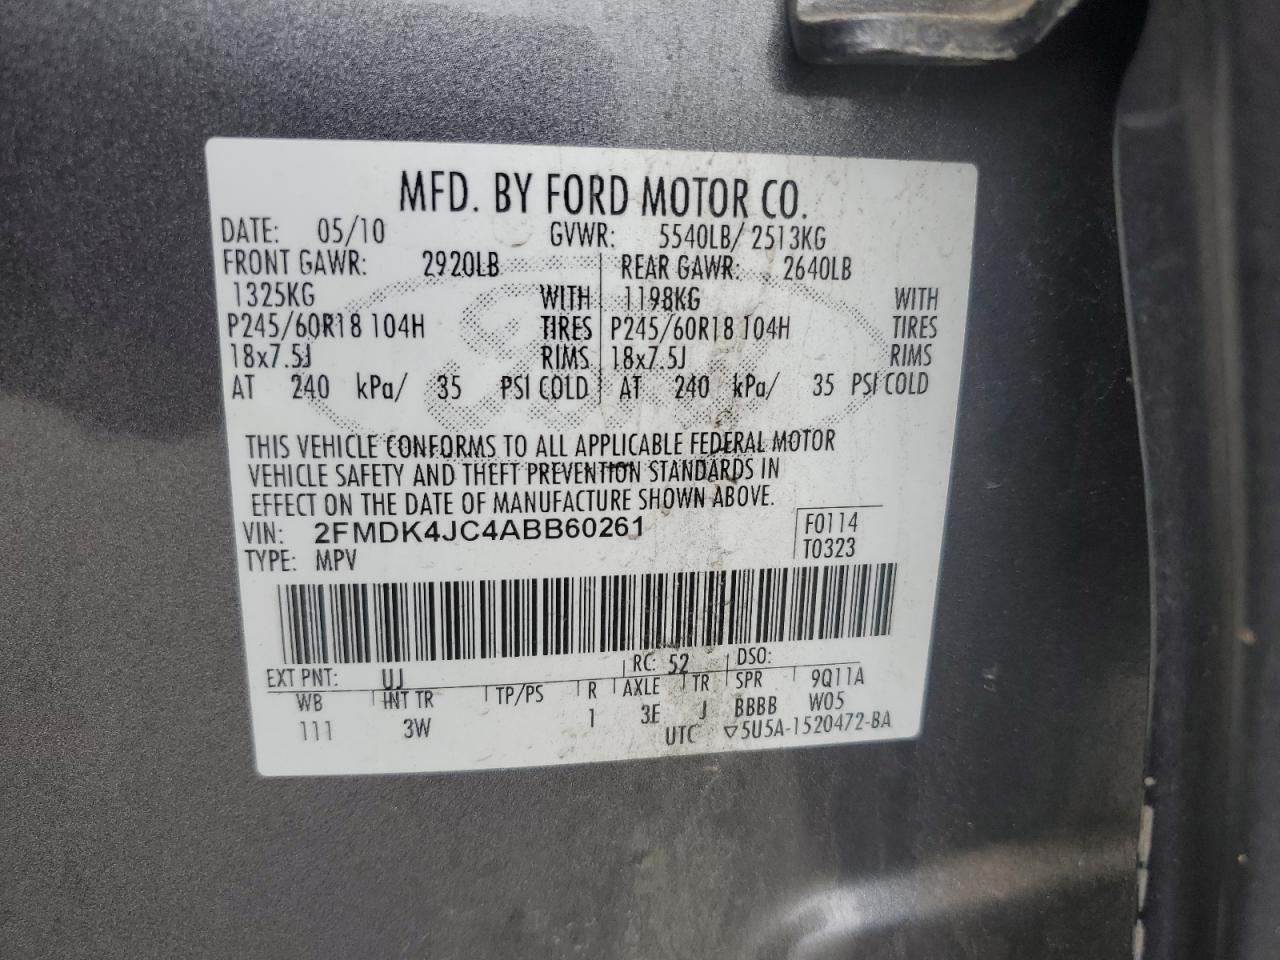 MFD. BY FORD MOTOR CO.
DATE: 05/10 GVWR: 5540LB/ 2513KG
FRONT GAWR: 2920LB REAR GAWR: 2640LB
1325KG WITH 1198KG WITH
P245/60R18 104H TIRES P245/60R18 104H TIRES
18x7.5J RIMS 18x7.5J RIMS
AT 240 kPa/ 35 PSI COLD AT 240 kPa/ 35 PSI COLD
THIS VEHICLE CONFORMS TO ALL APPLICABLE FEDERAL MOTOR
VEHICLE SAFETY AND THEFT PREVENTION STANDARDS IN
EFFECT ON THE DATE OF MANUFACTURE SHOWN ABOVE.
VIN: 2FMDK4JC4ABB60261 F0114
TYPE: MPV T0323
EXT PNT: UJ RC: 52 DSO:
WB INT TR TP/PS R AXLE TR SPR 9Q11A
111 3W 1 3E J BBBB W05
UTC ▽5U5A-1520472-BA